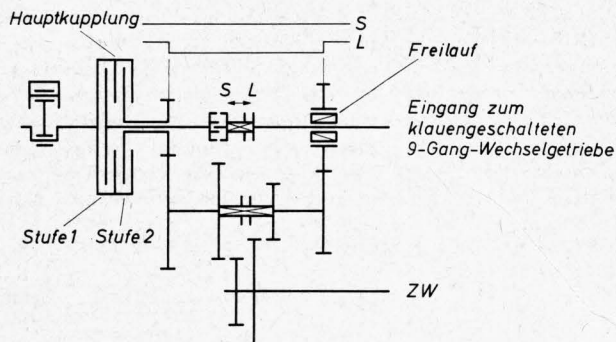 Hauptkupplung
S
L
Freilauf
S L
Eingang zum
klauengeschalteten
9-Gang-Wechselgetriebe
Stufe 1 Stufe 2
ZW